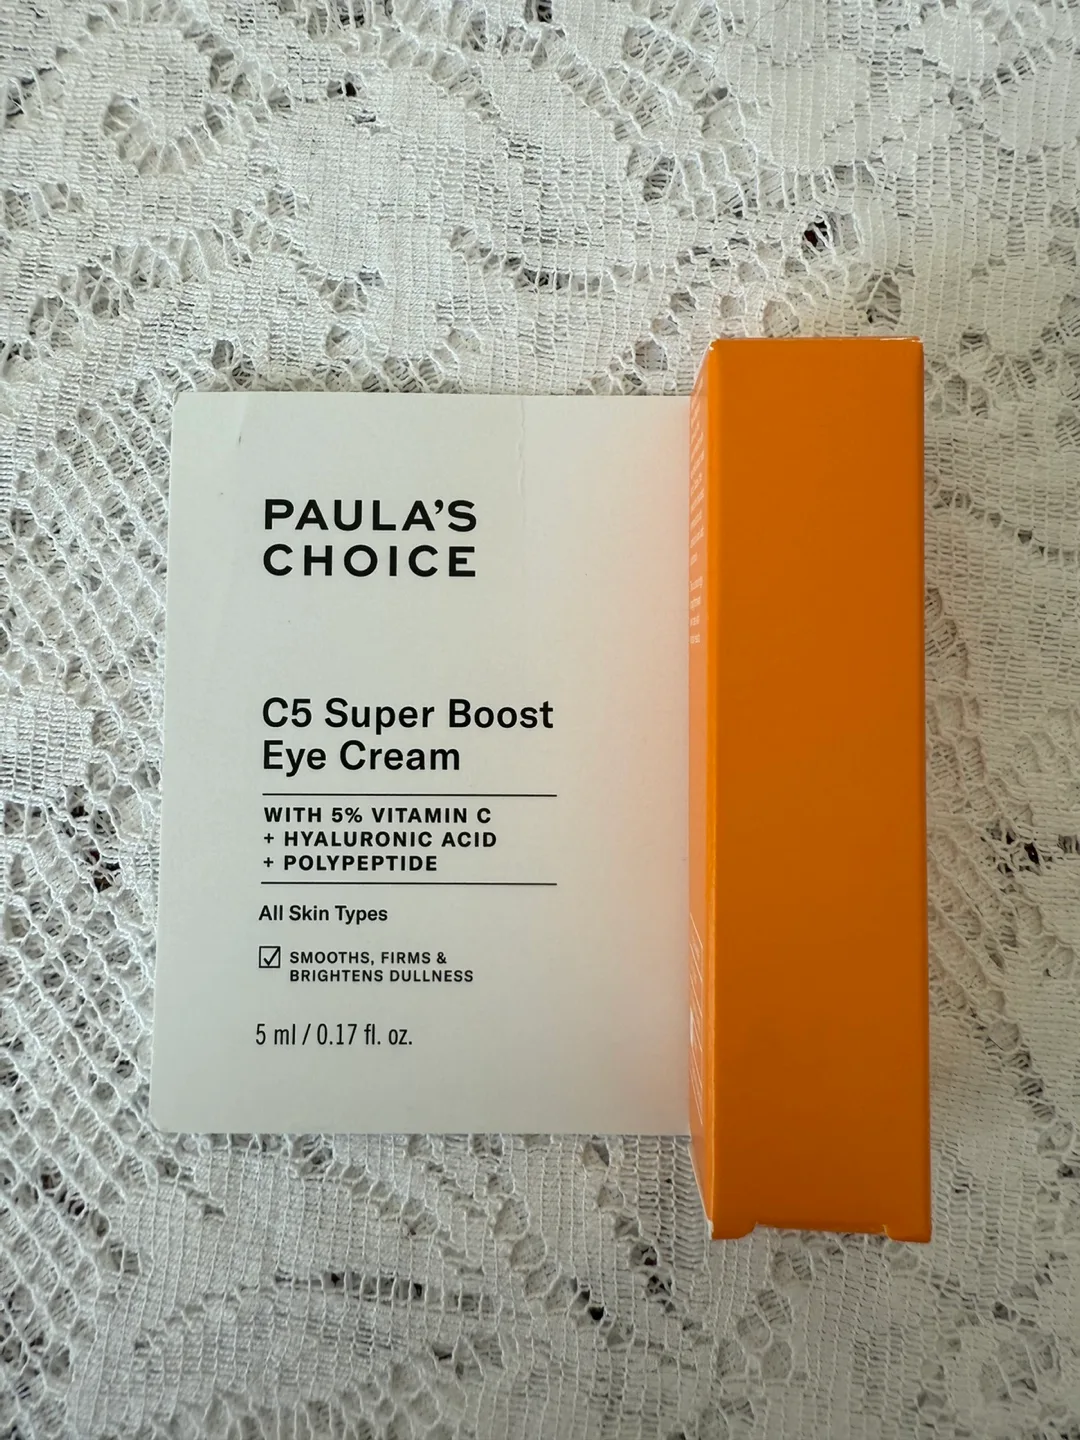 PAULA'S
CHOICE
C5 Super Boost
Eye Cream
WITH 5% VITAMIN C
+ HYALURONIC ACID
+ POLYPEPTIDE
All Skin Types
SMOOTHS, FIRMS &
BRIGHTENS DULLNESS
5 ml / 0.17 fl. oz.